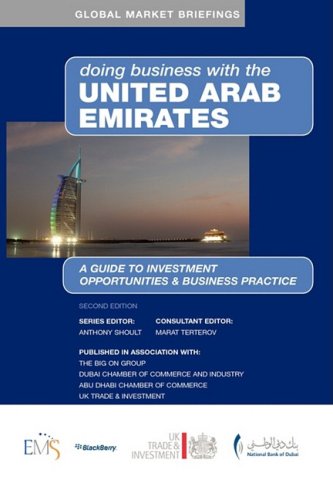 GLOBAL MARKET BRIEFINGS
doing business with the
UNITED ARAB
EMIRATES
A GUIDE TO INVESTMENT
OPPORTUNITIES & BUSINESS PRACTICE
SECOND EDITION
SERIES EDITOR:
ANTHONY SHOULT
CONSULTANT EDITOR:
MARAT TERTEROV
PUBLISHED IN ASSOCIATION WITH:
THE BIG ON GROUP
DUBAI CHAMBER OF COMMERCE AND INDUSTRY
ABU DHABI CHAMBER OF COMMERCE
UK TRADE & INVESTMENT
EMS
BlackBerry
UK
TRADE &
INVESTMENT
بنك دبي الوطني
National Bank of Dubai